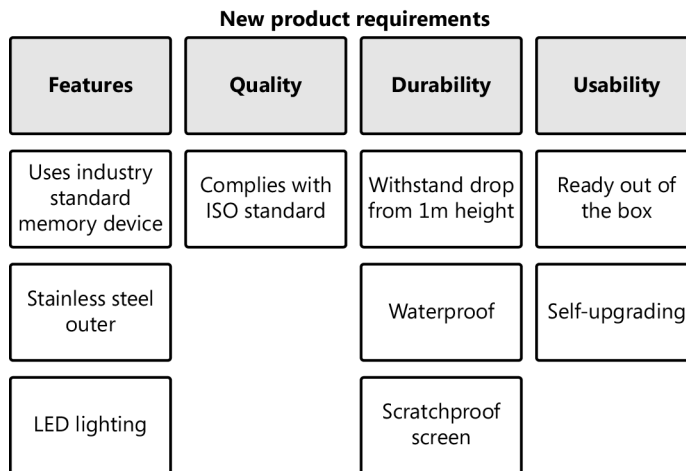 New product requirements
Features
Quality
Durability
Usability
Uses industry
standard
memory device
Complies with
ISO standard
Withstand drop
from 1m height
Ready out of
the box
Stainless steel
outer
Waterproof
Self-upgrading
LED lighting
Scratchproof
screen